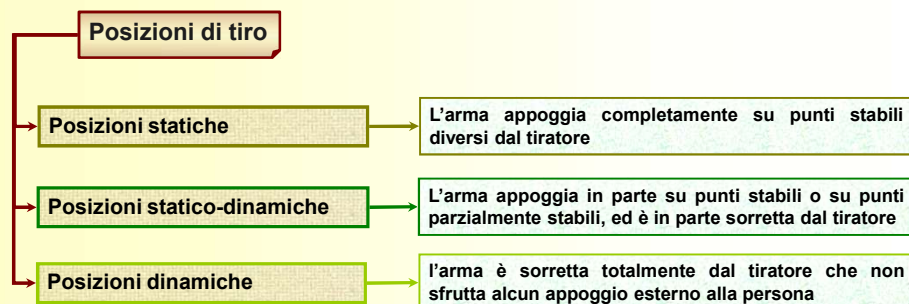 Posizioni di tiro
Posizioni statiche
L'arma appoggia completamente su punti stabili
diversi dal tiratore
Posizioni statico-dinamiche
L'arma appoggia in parte su punti stabili o su punti
parzialmente stabili, ed è in parte sorretta dal tiratore
Posizioni dinamiche
l'arma è sorretta totalmente dal tiratore che non
sfrutta alcun appoggio esterno alla persona